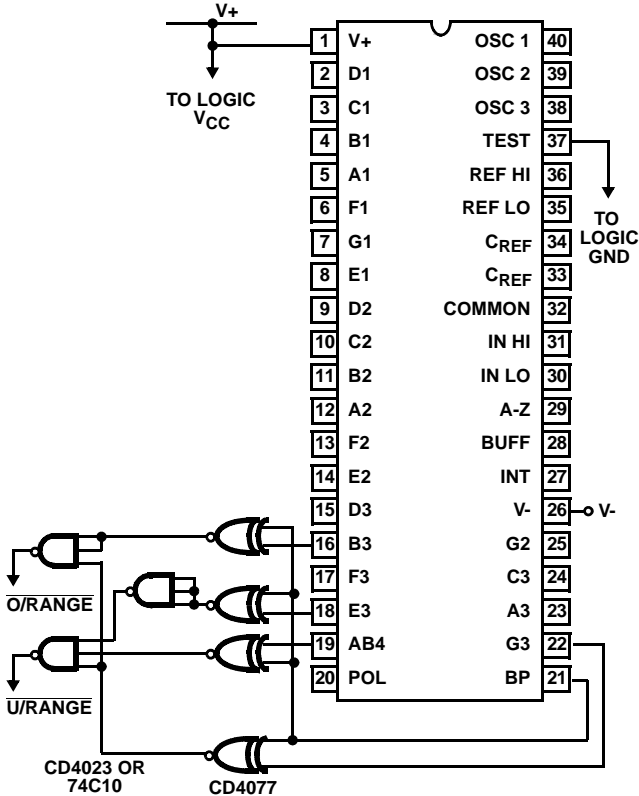 V+
TO LOGIC
VCC
1 V+ OSC 1 40
2 D1 OSC 2 39
3 C1 OSC 3 38
4 B1 TEST 37
5 A1 REF HI 36
6 F1 REF LO 35
7 G1 CREF 34
8 E1 CREF 33
9 D2 COMMON 32
10 C2 IN HI 31
11 B2 IN LO 30
12 A2 A-Z 29
13 F2 BUFF 28
14 E2 INT 27
15 D3 V- 26 V-
16 B3 G2 25
17 F3 C3 24
18 E3 A3 23
19 AB4 G3 22
20 POL BP 21
TO
LOGIC
GND
O/RANGE
U/RANGE
CD4023 OR
74C10
CD4077